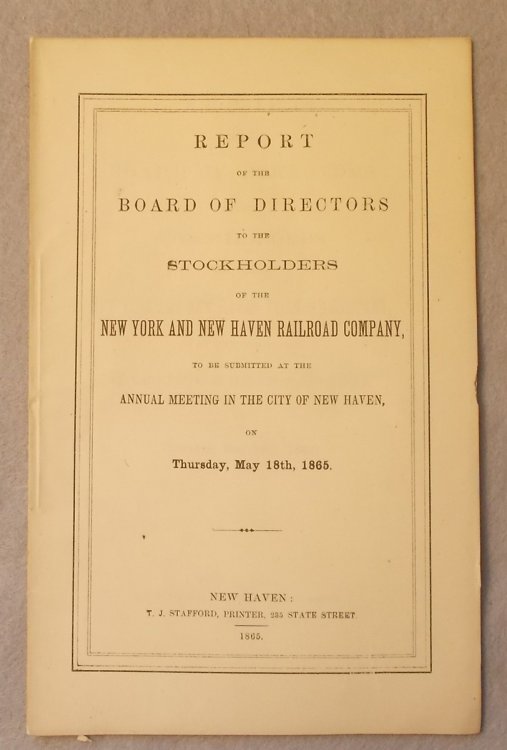 REPORT
OF THE
BOARD OF DIRECTORS
TO THE
STOCKHOLDERS
OF THE
NEW YORK AND NEW HAVEN RAILROAD COMPANY,
TO BE SUBMITTED AT THE
ANNUAL MEETING IN THE CITY OF NEW HAVEN,
ON
Thursday, May 18th, 1865.
NEW HAVEN:
T. J. STAFFORD, PRINTER, 235 STATE STREET
1865.